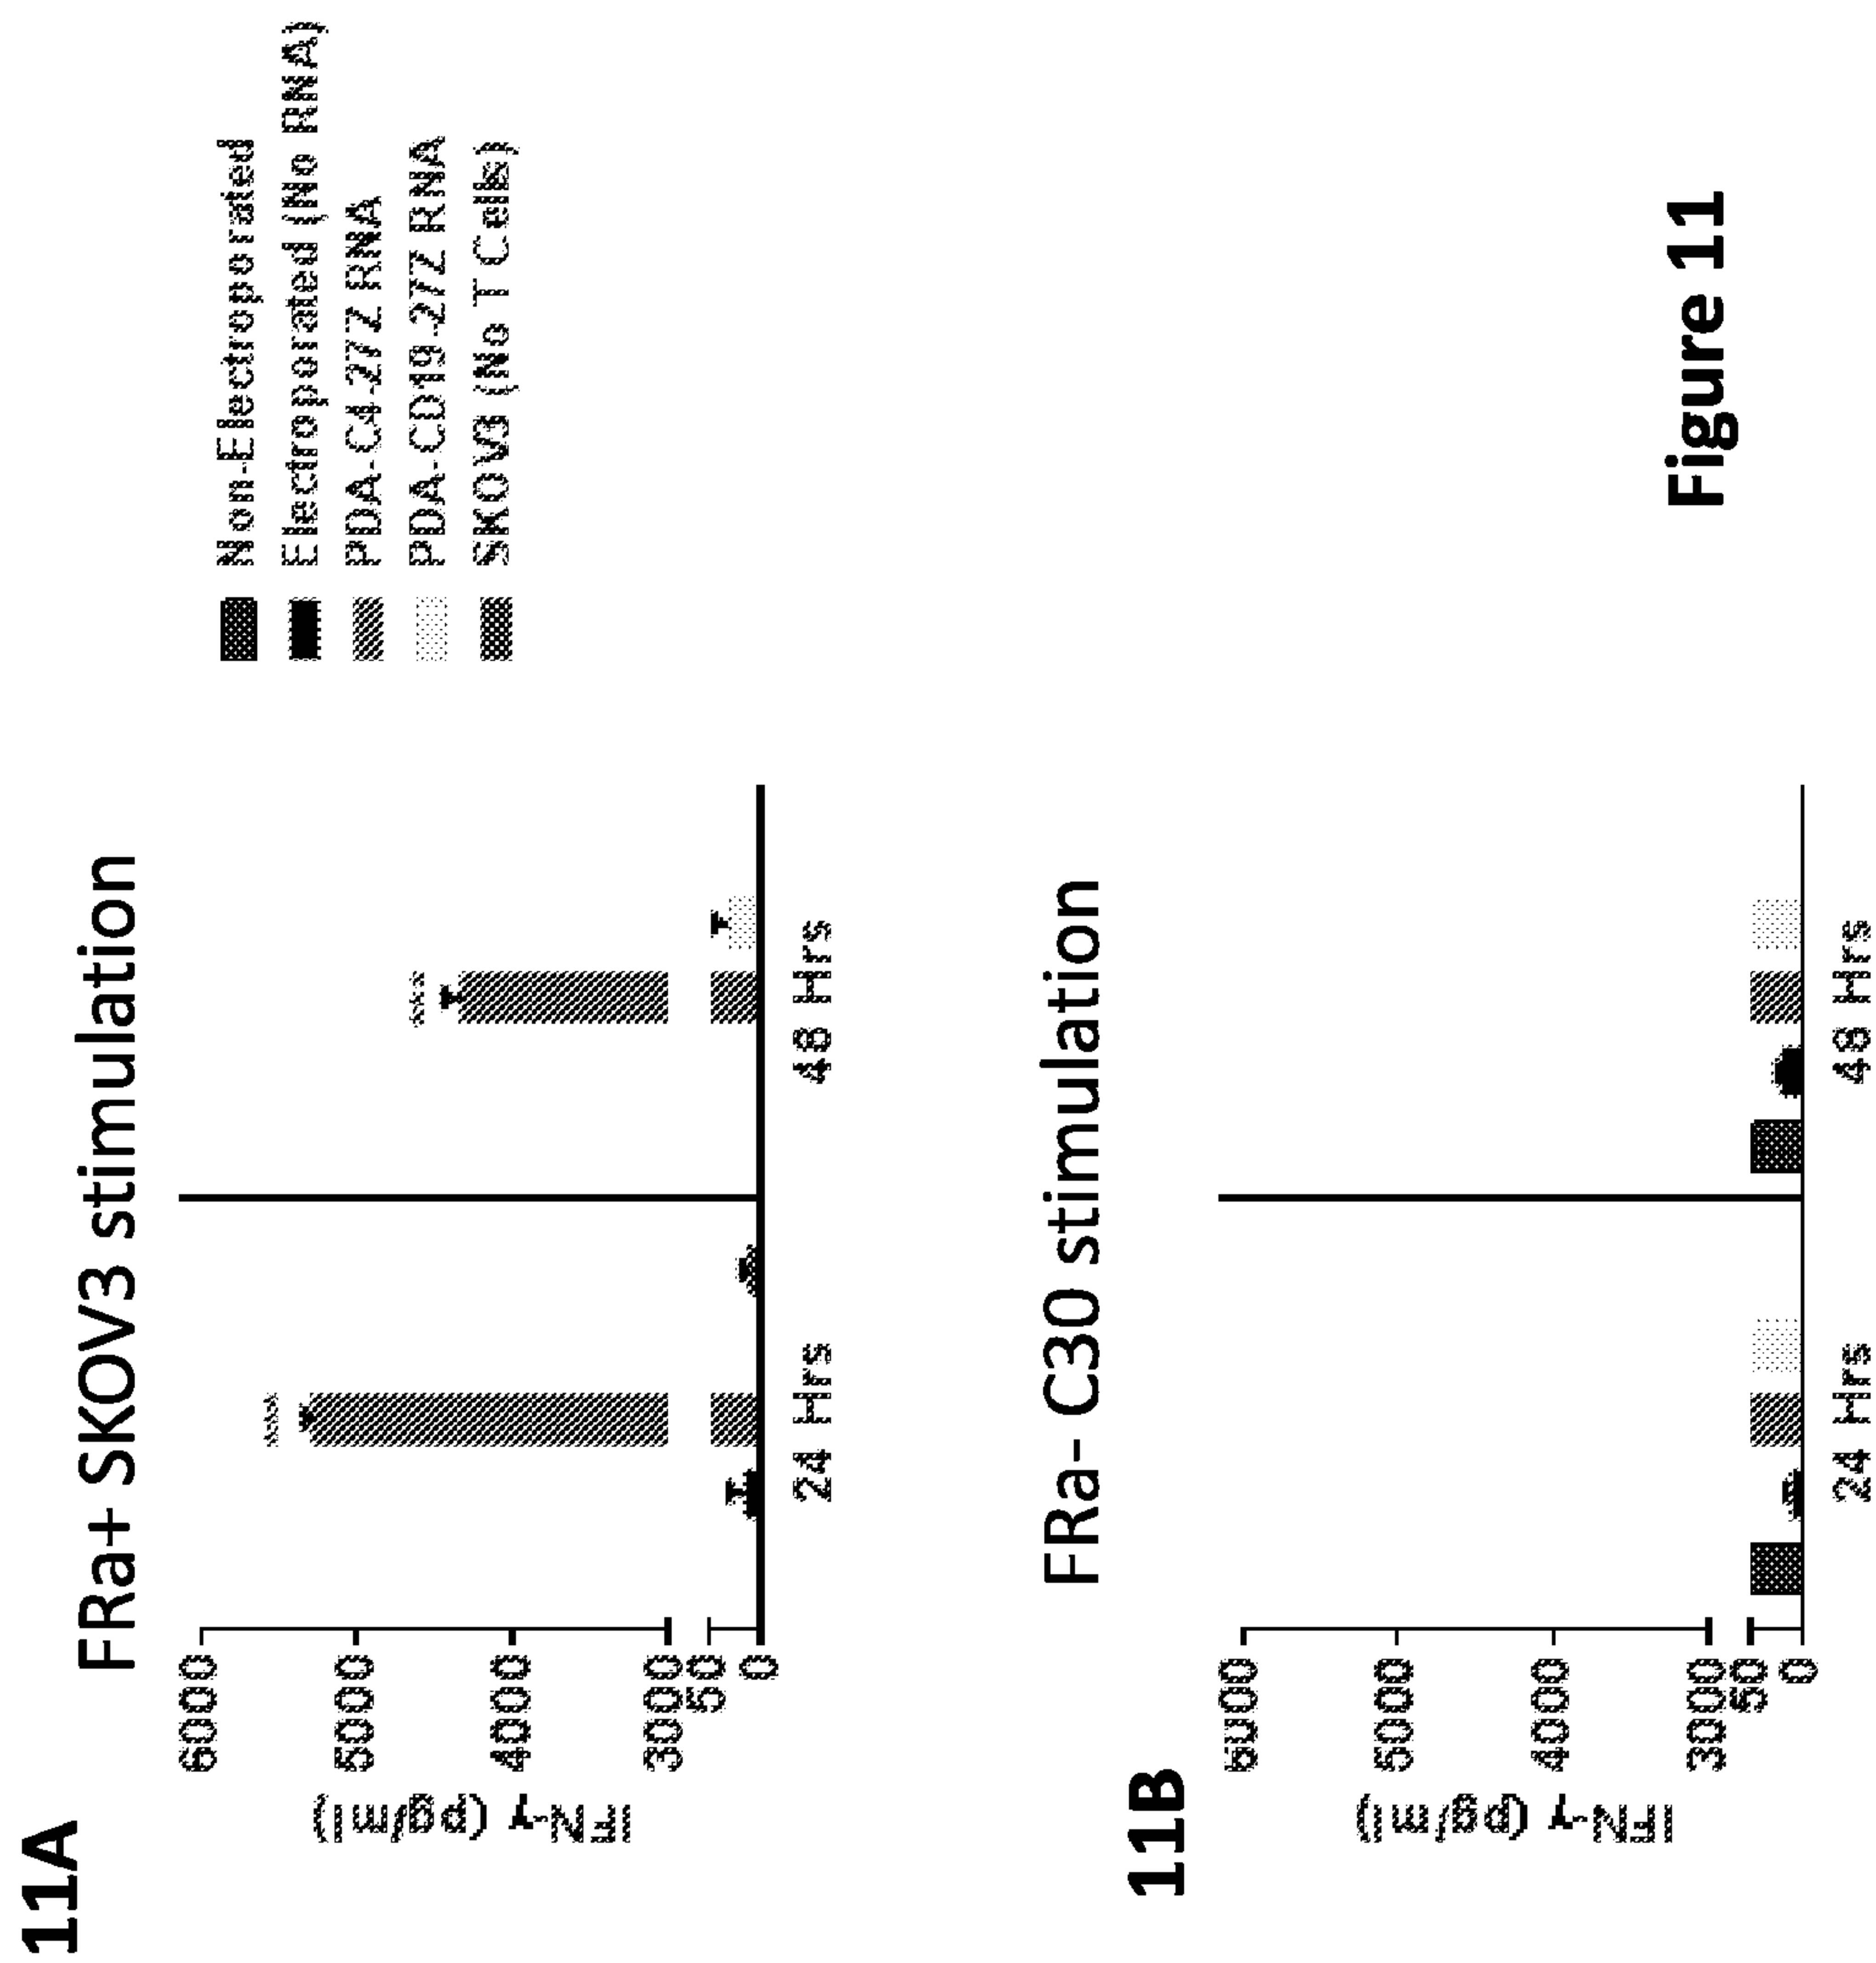 11A
FRa+ SKOV3 stimulation
IFN-γ (pg/ml)
6000
5000
4000
3000
50
0
24 Hrs
48 Hrs
Non-Electroporated
Electroporated (No RNA)
PDA-C4-27Z RNA
PDA-CD19-27Z RNA
SKOV3 (No T Cells)
11B
FRa- C30 stimulation
IFN-γ (pg/ml)
6000
5000
4000
3000
50
0
24 Hrs
48 Hrs
Figure 11